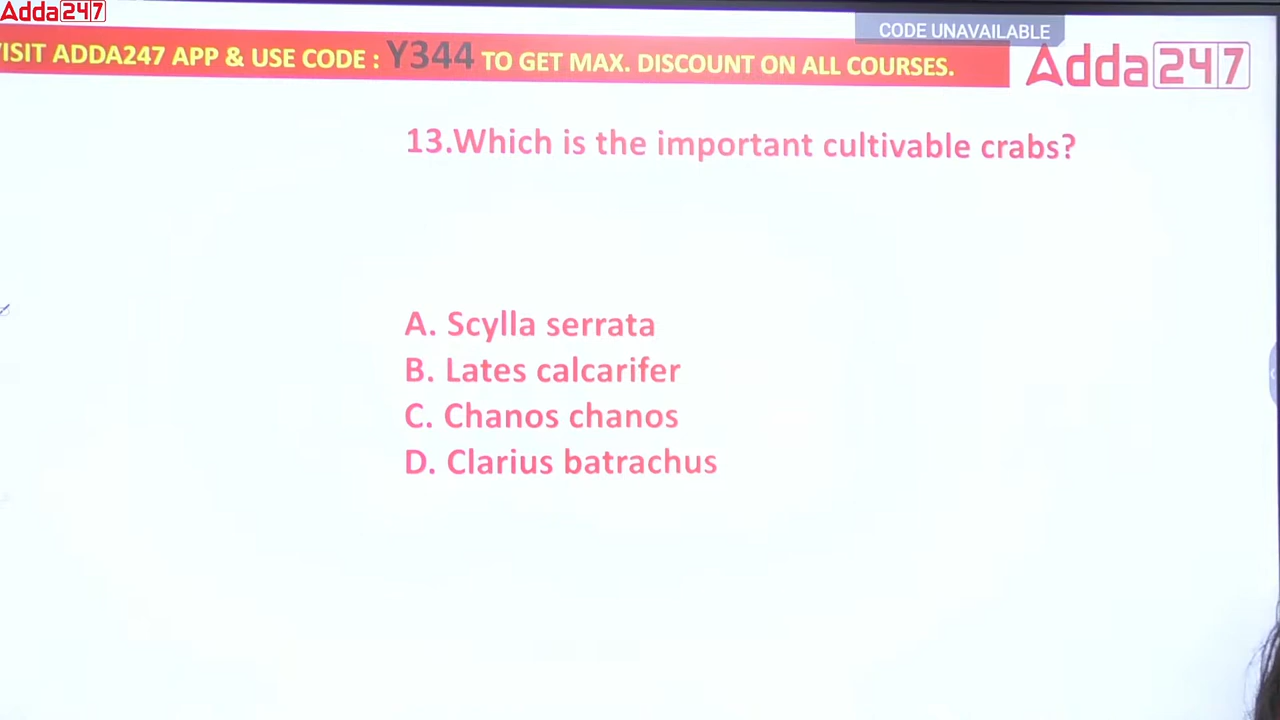 Adda247
CODE UNAVAILABLE
VISIT ADDA247 APP & USE CODE : Y344 TO GET MAX. DISCOUNT ON ALL COURSES.
Adda247
13.Which is the important cultivable crabs?
A. Scylla serrata
B. Lates calcarifer
C. Chanos chanos
D. Clarius batrachus